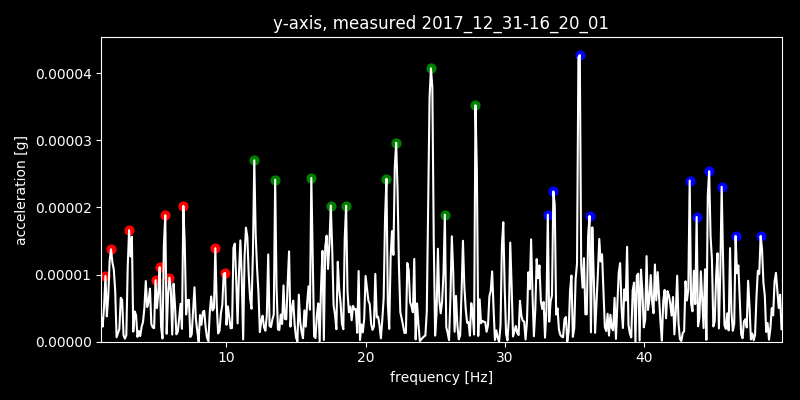 y-axis, measured 2017_12_31-16_20_01
0.00004
0.00003
0.00002
0.00001
0.00000
acceleration [g]
10 20 30 40
frequency [Hz]